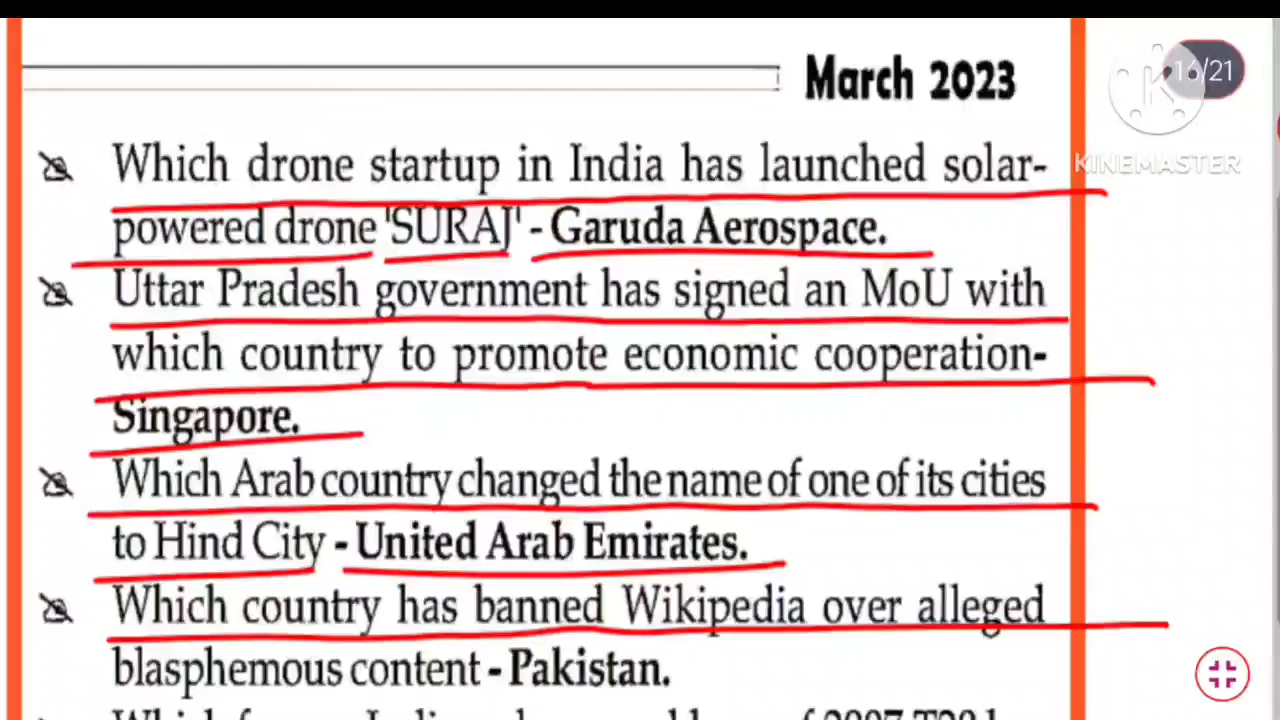 March 2023
16/21
KINEMASTER
Which drone startup in India has launched solar-
powered drone 'SURAJ' - Garuda Aerospace.
Uttar Pradesh government has signed an MoU with
which country to promote economic cooperation-
Singapore.
Which Arab country changed the name of one of its cities
to Hind City - United Arab Emirates.
Which country has banned Wikipedia over alleged
blasphemous content - Pakistan.